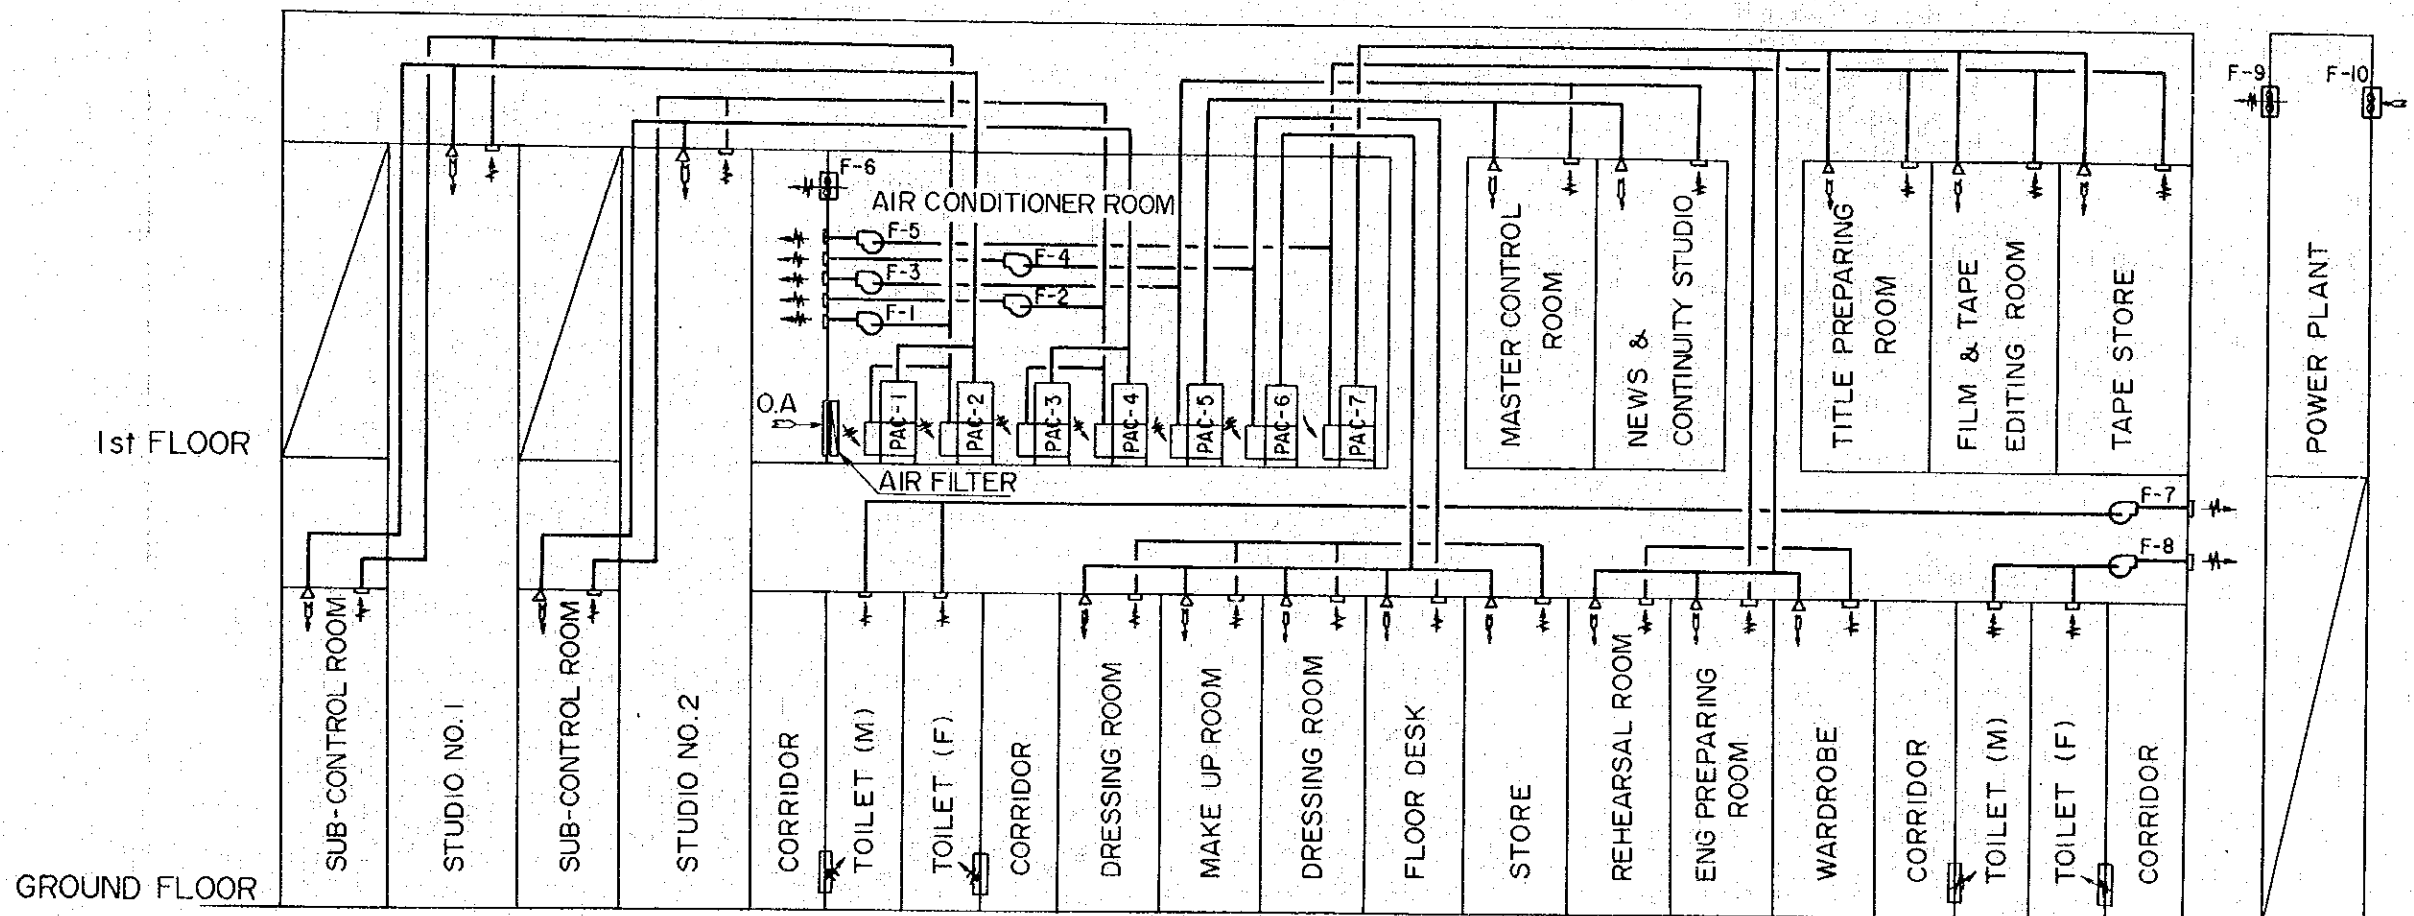 F-9
F-10
F-6
AIR CONDITIONER ROOM
F-5
F-4
F-3
F-2
F-1
O.A
PAC-1
PAC-2
PAC-3
PAC-4
PAC-5
PAC-6
PAC-7
AIR FILTER
MASTER CONTROL
ROOM
NEWS &
CONTINUITY STUDIO
TITLE PREPARING
ROOM
FILM & TAPE
EDITING ROOM
TAPE STORE
POWER PLANT
1st FLOOR
F-7
F-8
SUB-CONTROL ROOM
STUDIO NO.1
SUB-CONTROL ROOM
STUDIO NO.2
CORRIDOR
TOILET (M)
TOILET (F)
CORRIDOR
DRESSING ROOM
MAKE UP ROOM
DRESSING ROOM
FLOOR DESK
STORE
REHEARSAL ROOM
ENG PREPARING
ROOM
WARDROBE
CORRIDOR
TOILET (M)
TOILET (F)
CORRIDOR
GROUND FLOOR